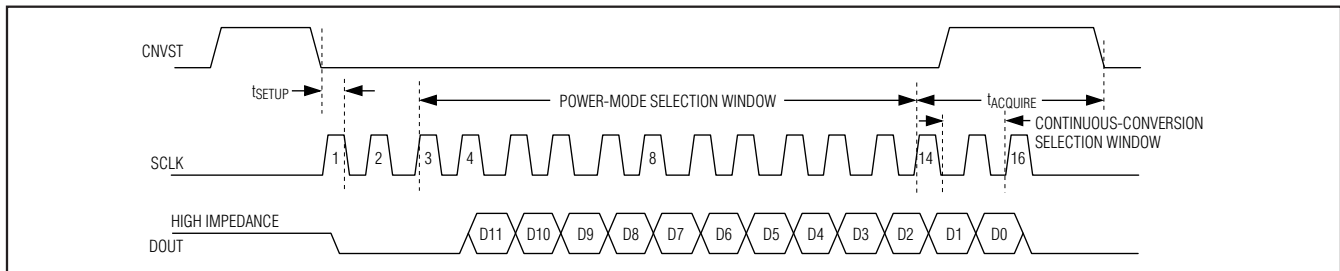 CNVST
tSETUP
POWER-MODE SELECTION WINDOW
tACQUIRE
CONTINUOUS-CONVERSION
SELECTION WINDOW
SCLK
1 2 3 4 8 14 16
HIGH IMPEDANCE
DOUT
D11 D10 D9 D8 D7 D6 D5 D4 D3 D2 D1 D0